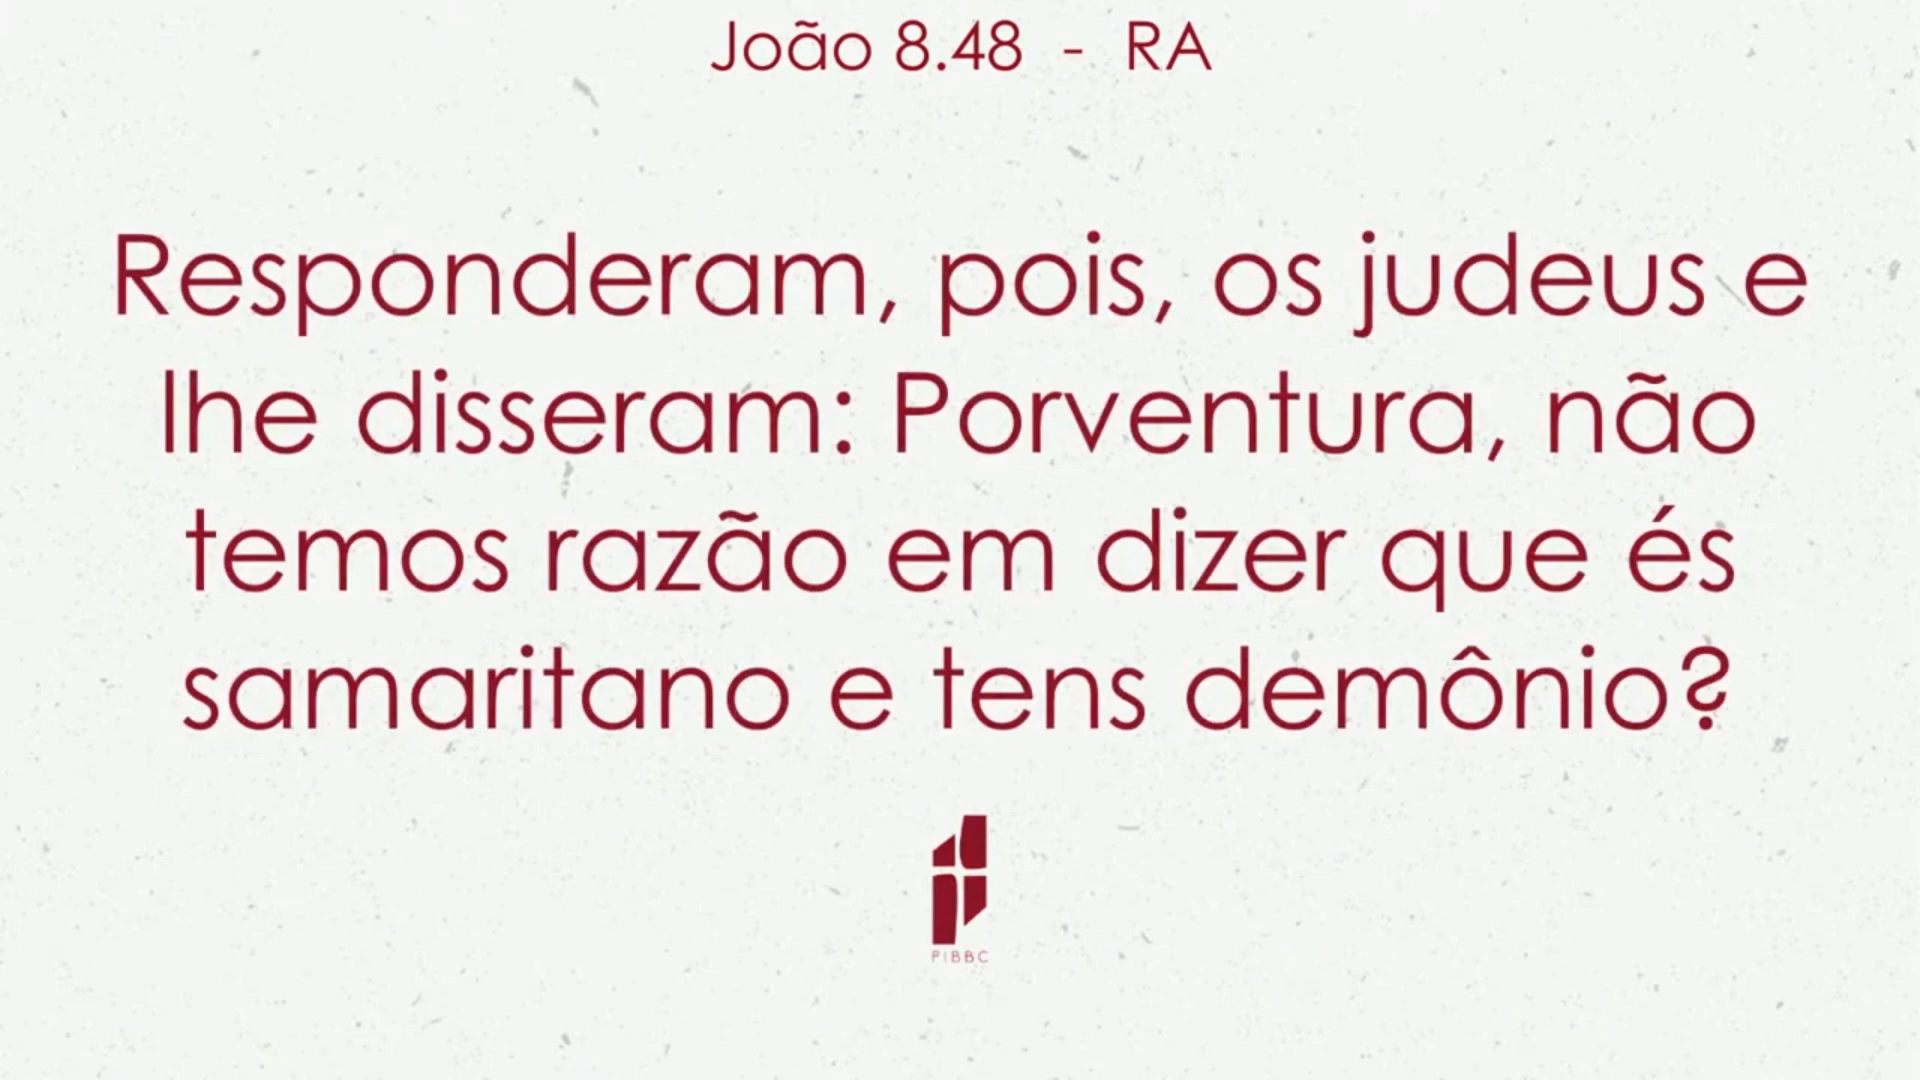 João 8.48 - RA
Responderam, pois, os judeus e
lhe disseram: Porventura, não
temos razão em dizer que és
samaritano e tens demônio?
PIBBC